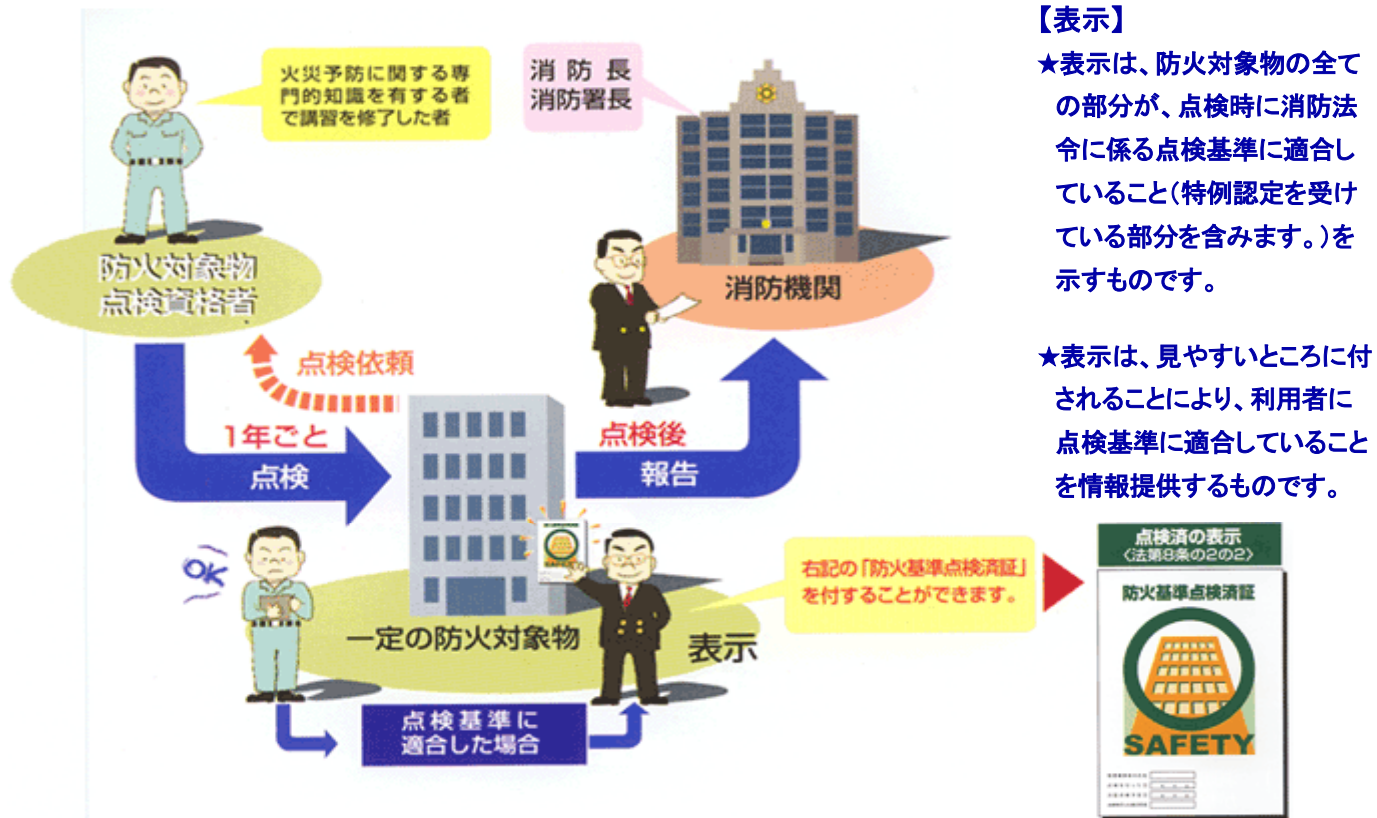 火災予防に関する専
門的知識を有する者
で講習を修了した者
消防長
消防署長
防火対象物
点検資格者
消防機関
点検依頼
1年ごと
点検
点検後
報告
OK
SAFETY
一定の防火対象物
表示
右記の「防火基準点検済証」
を付することができます。
点検基準に
適合した場合
【表示】
★表示は、防火対象物の全て
の部分が、点検時に消防法
令に係る点検基準に適合し
ていること(特例認定を受け
ている部分を含みます。)を
示すものです。
★表示は、見やすいところに付
されることにより、利用者に
点検基準に適合していること
を情報提供するものです。
点検済の表示
〈法第8条の2の2〉
防火基準点検済証
SAFETY